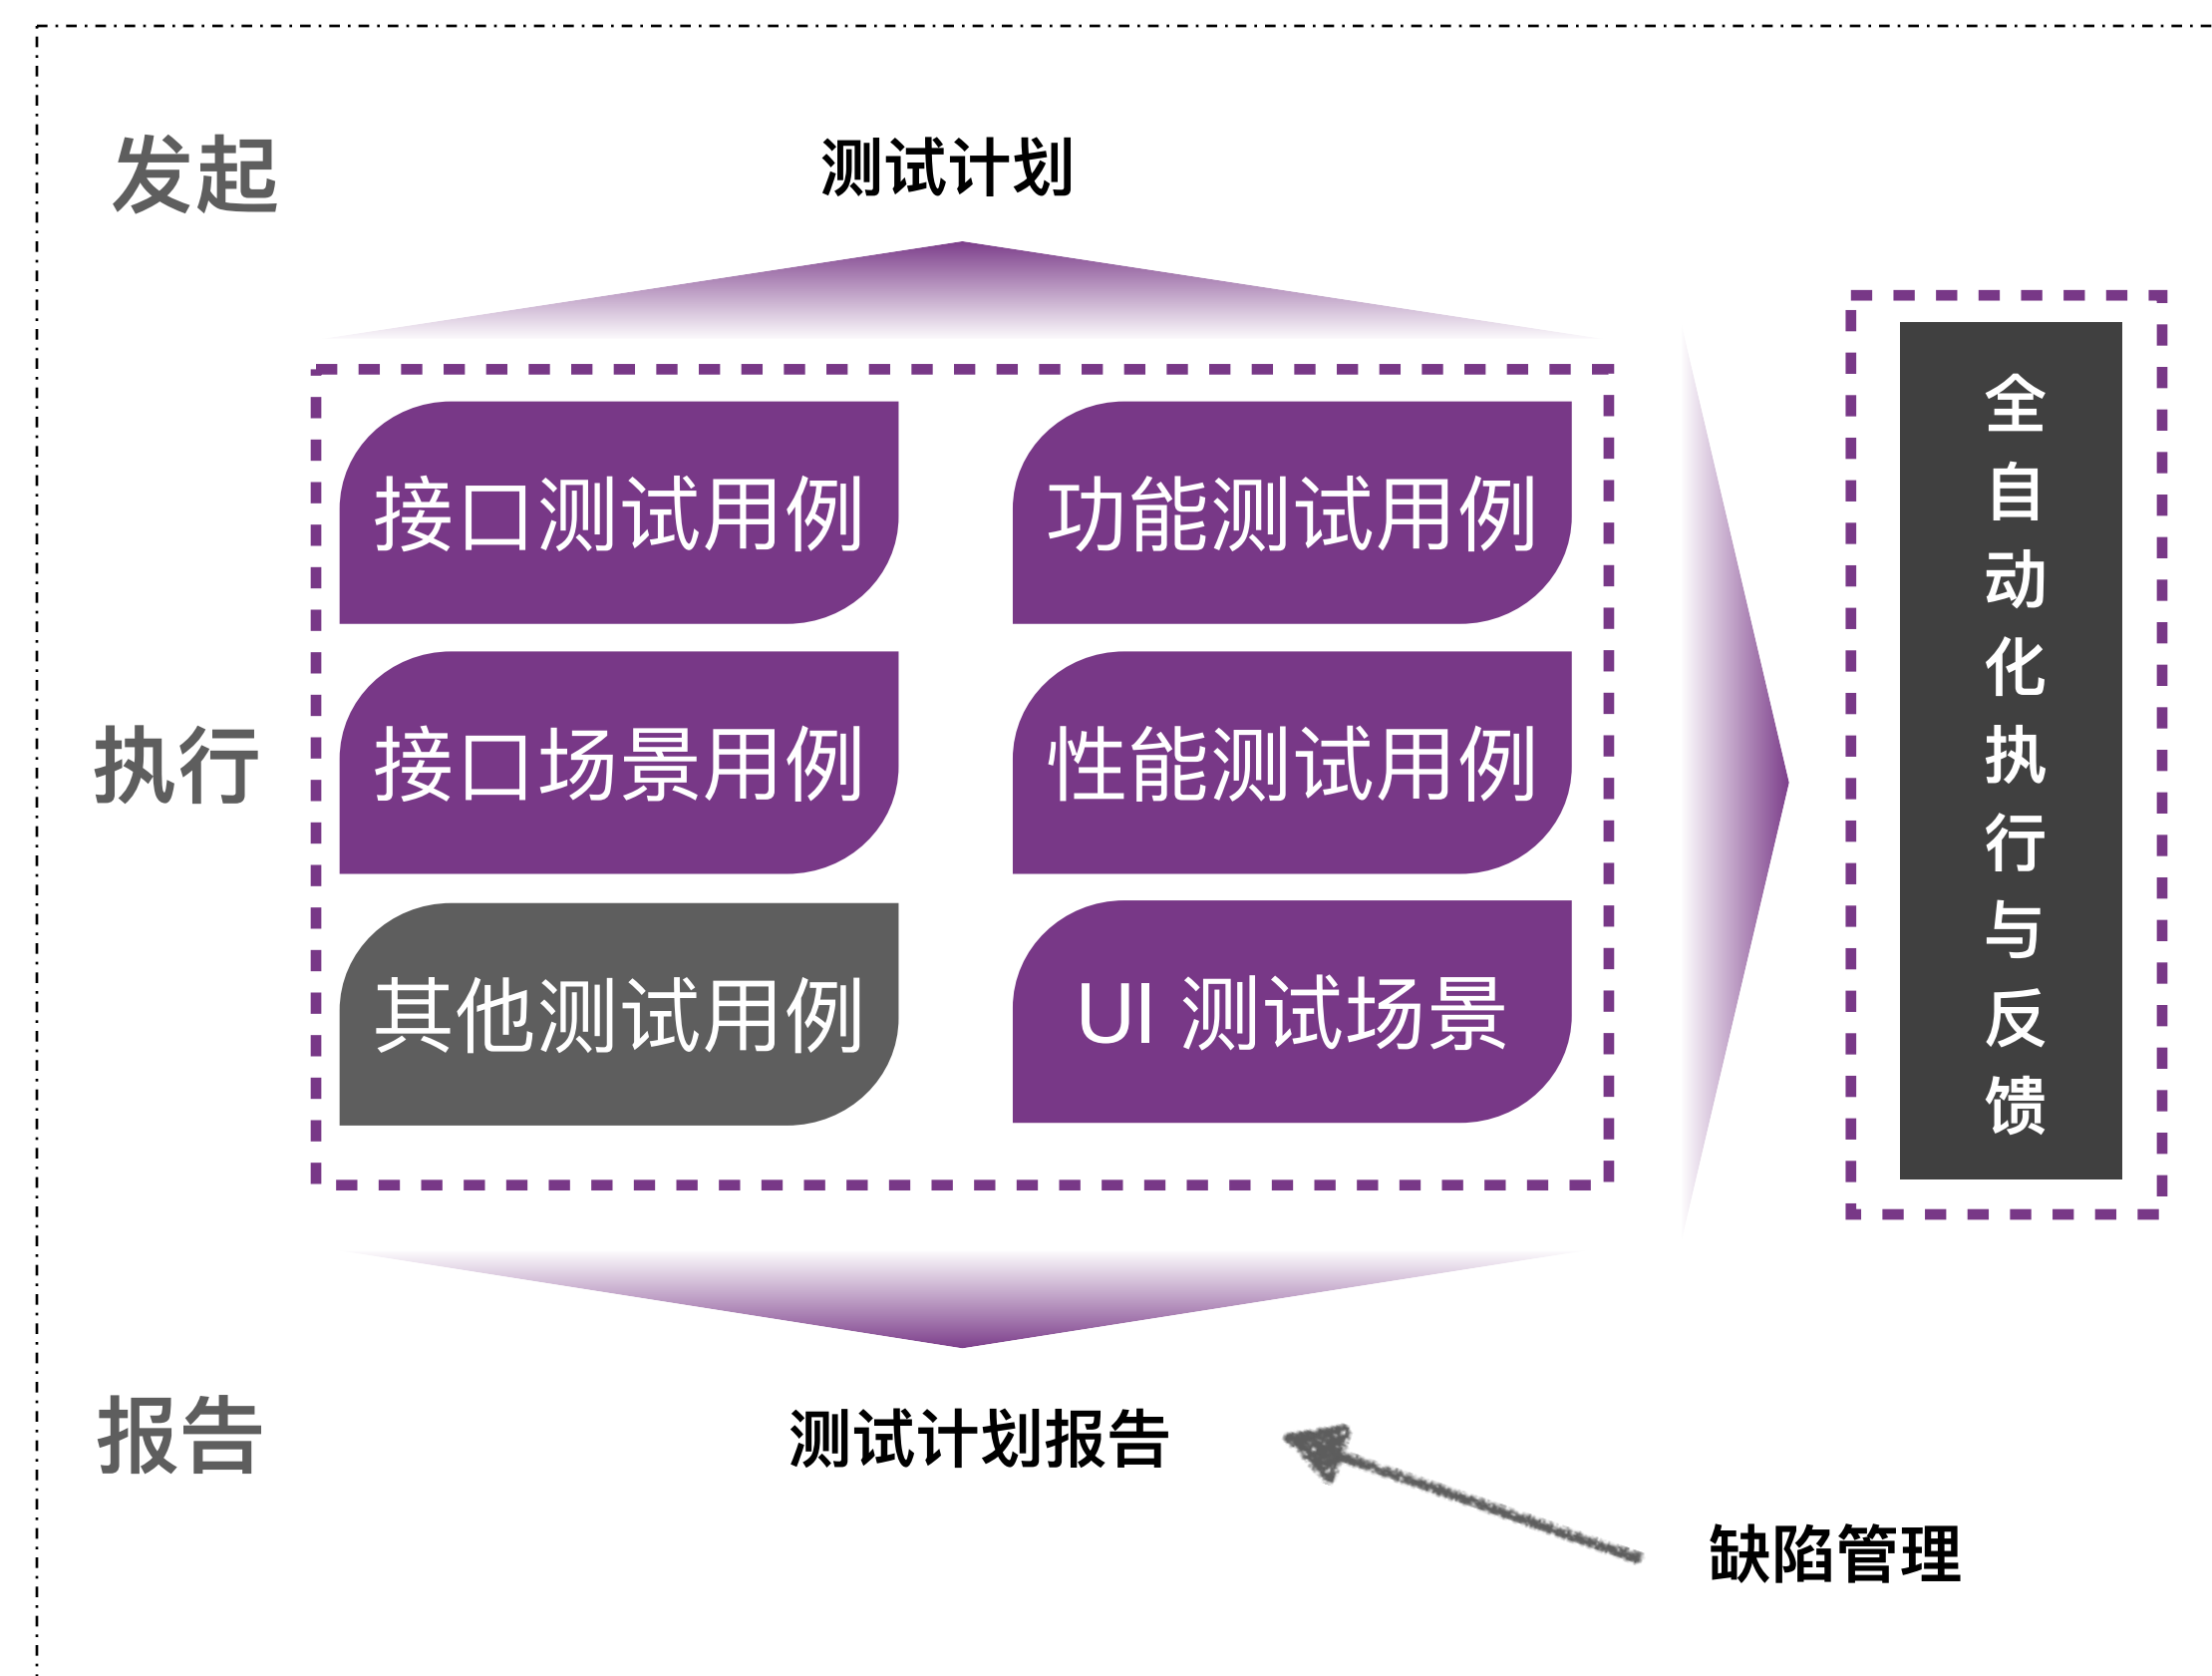 发起
测试计划
接口测试用例
功能测试用例
执行
接口场景用例
性能测试用例
其他测试用例
UI 测试场景
全自动化执行与反馈
报告
测试计划报告
缺陷管理